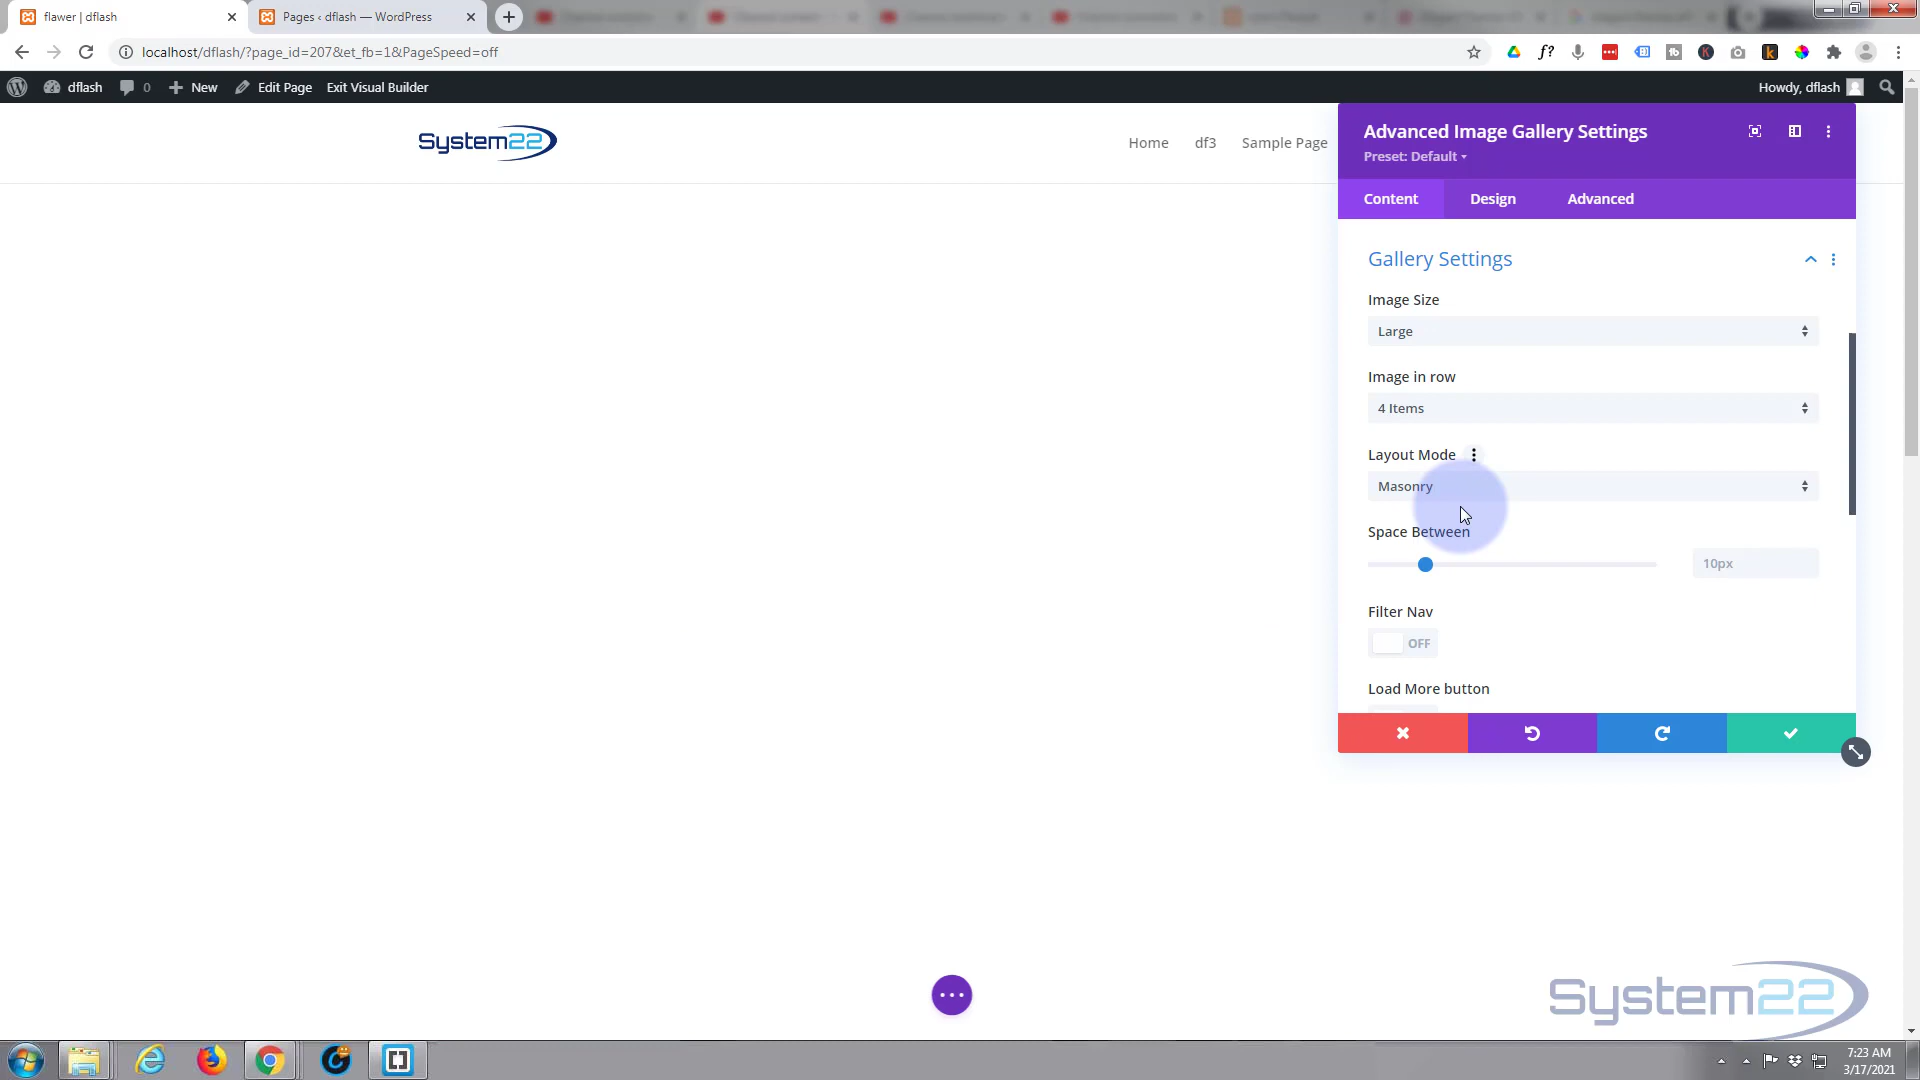 flawer | dflash
Pages ‹ dflash — WordPress
localhost/dflash/?page_id=207&et_fb=1&PageSpeed=off
dflash
0
New
Edit Page
Exit Visual Builder
Howdy, dflash
System22
Home
df3
Sample Page
Advanced Image Gallery Settings
Preset: Default
Content
Design
Advanced
Gallery Settings
Image Size
Large
Image in row
4 Items
Layout Mode
Masonry
Space Between
10px
Filter Nav
OFF
Load More button
System22
7:23 AM
3/17/2021